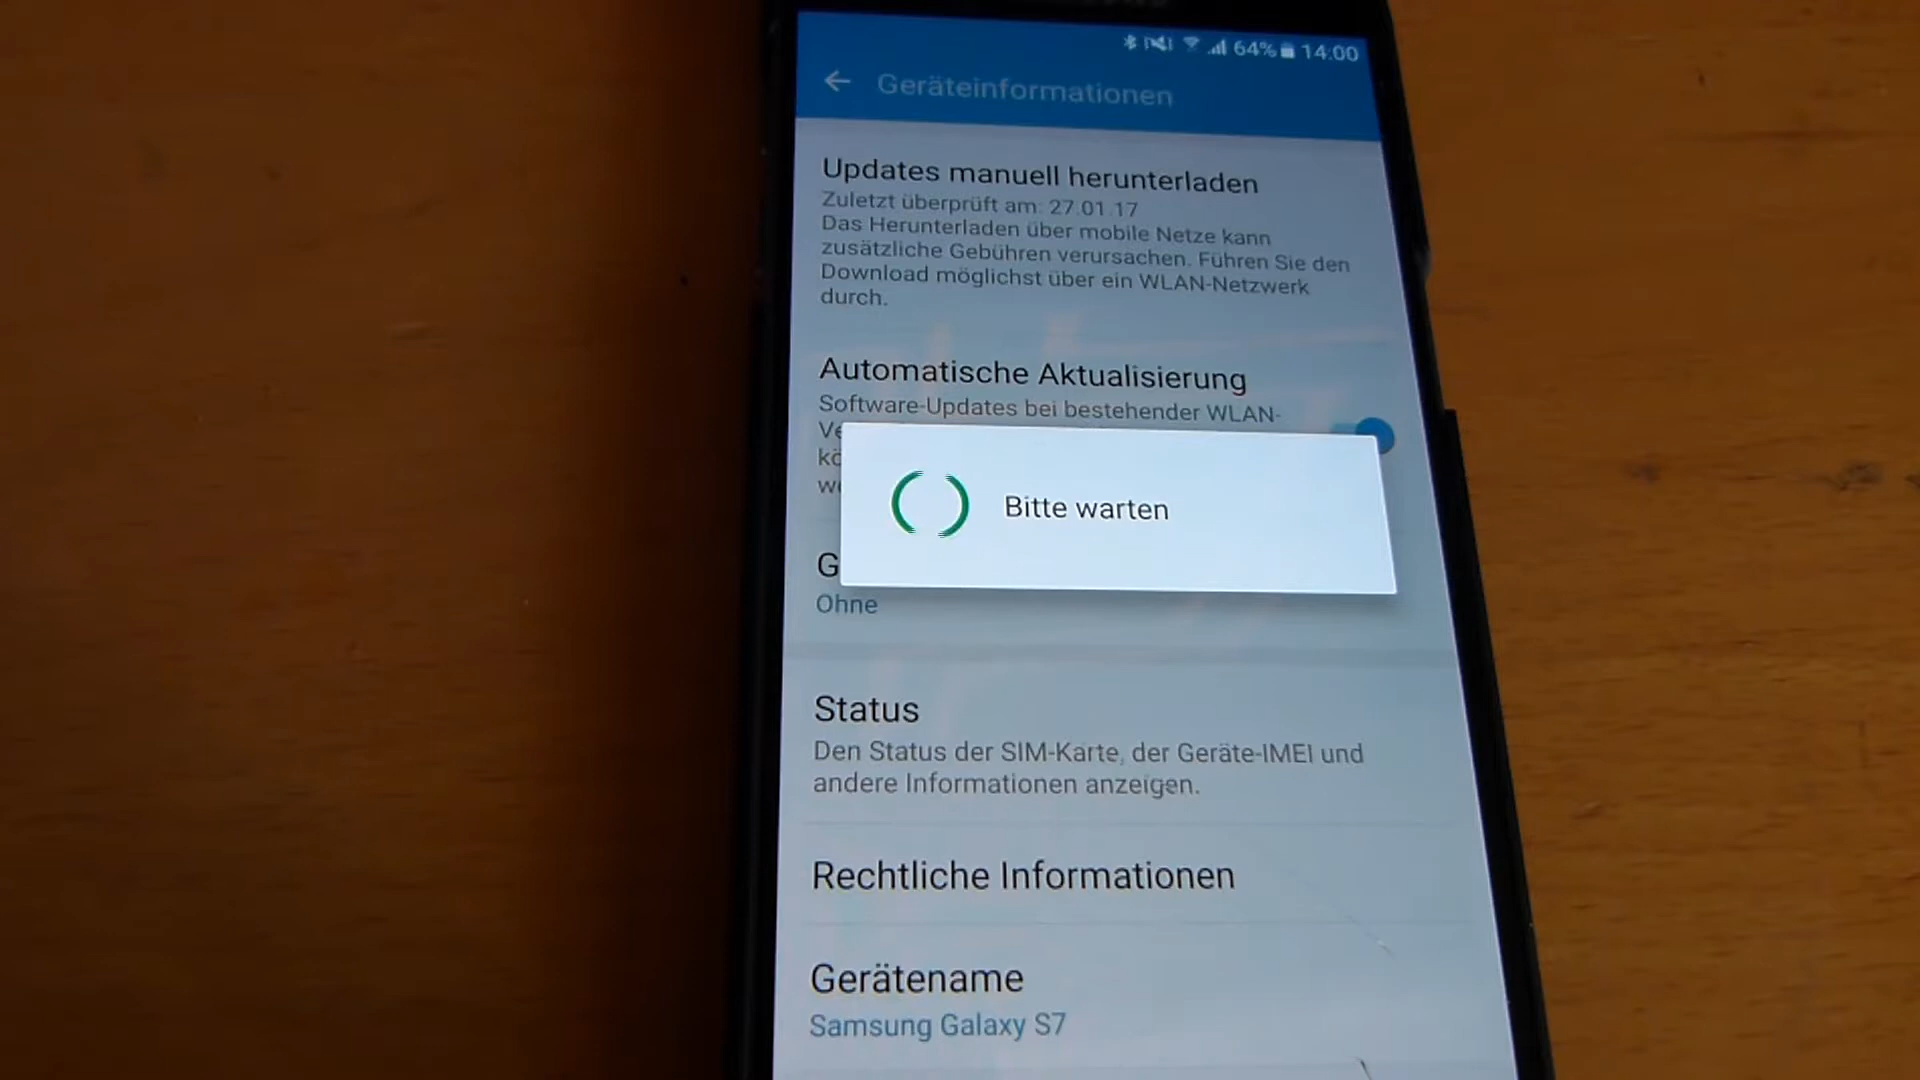 64% 14:00
Geräteinformationen
Updates manuell herunterladen
Zuletzt überprüft am: 27.01.17
Das Herunterladen über mobile Netze kann
zusätzliche Gebühren verursachen. Führen Sie den
Download möglichst über ein WLAN-Netzwerk
durch.
Automatische Aktualisierung
Software-Updates bei bestehender WLAN-
Bitte warten
Ohne
Status
Den Status der SIM-Karte, der Geräte-IMEI und
andere Informationen anzeigen.
Rechtliche Informationen
Gerätename
Samsung Galaxy S7